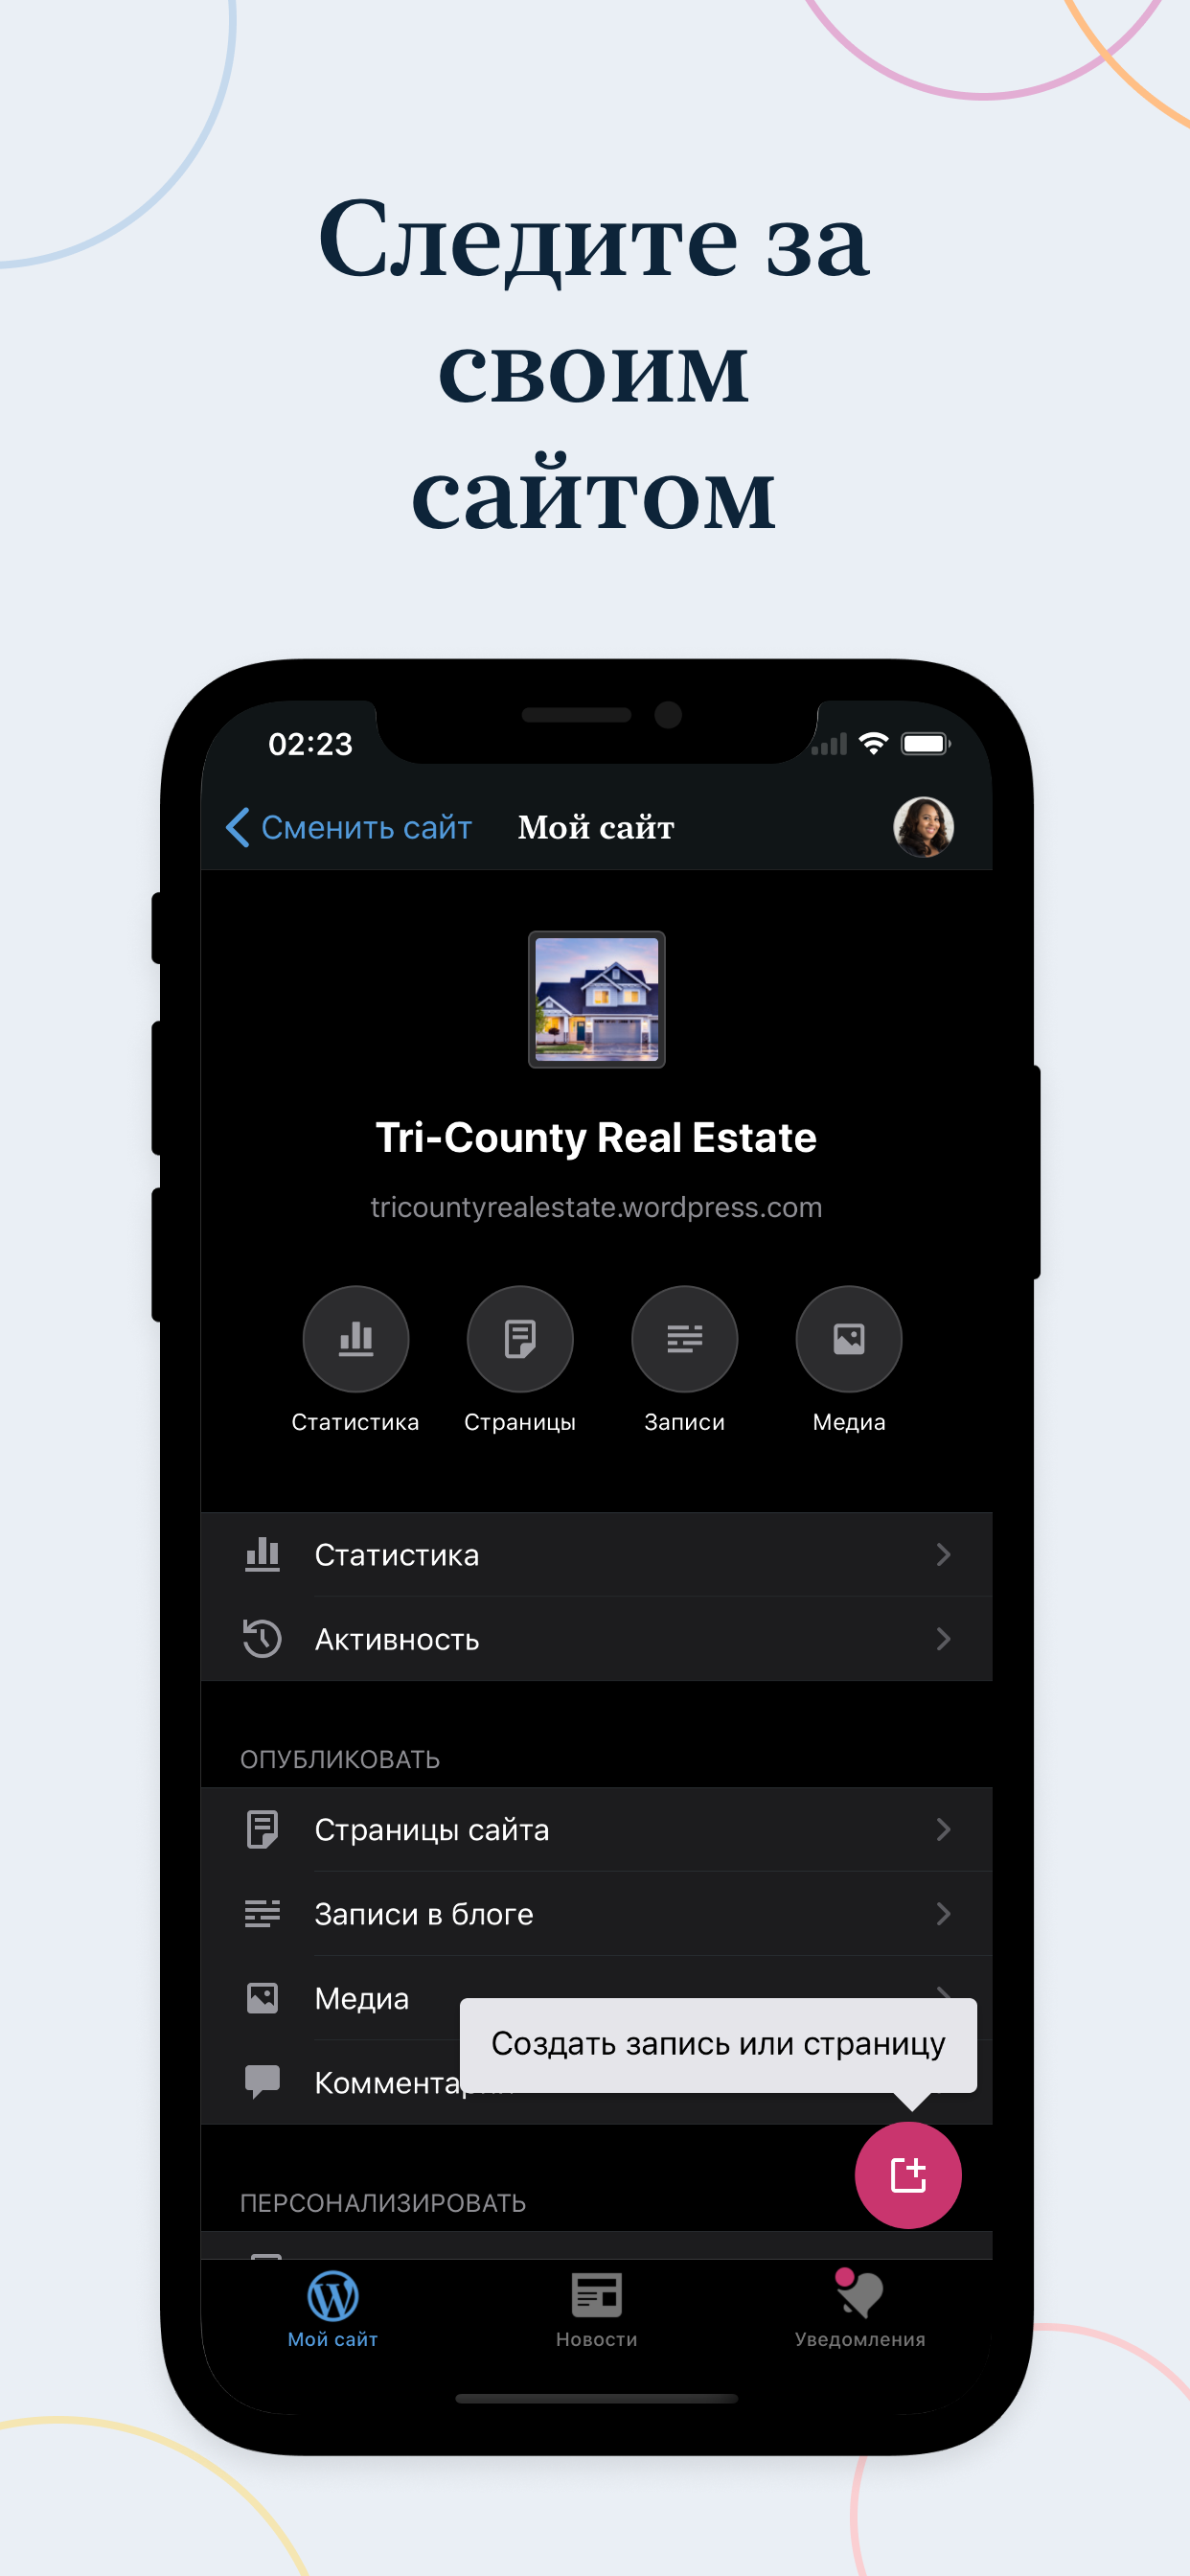 Следите за
своим
сайтом
02:23
Сменить сайт
Мой сайт
Tri-County Real Estate
tricountyrealestate.wordpress.com
Статистика
Страницы
Записи
Медиа
Статистика
Активность
ОПУБЛИКОВАТЬ
Страницы сайта
Записи в блоге
Медиа
Создать запись или страницу
ПЕРСОНАЛИЗИРОВАТЬ
Мой сайт
Новости
Уведомления